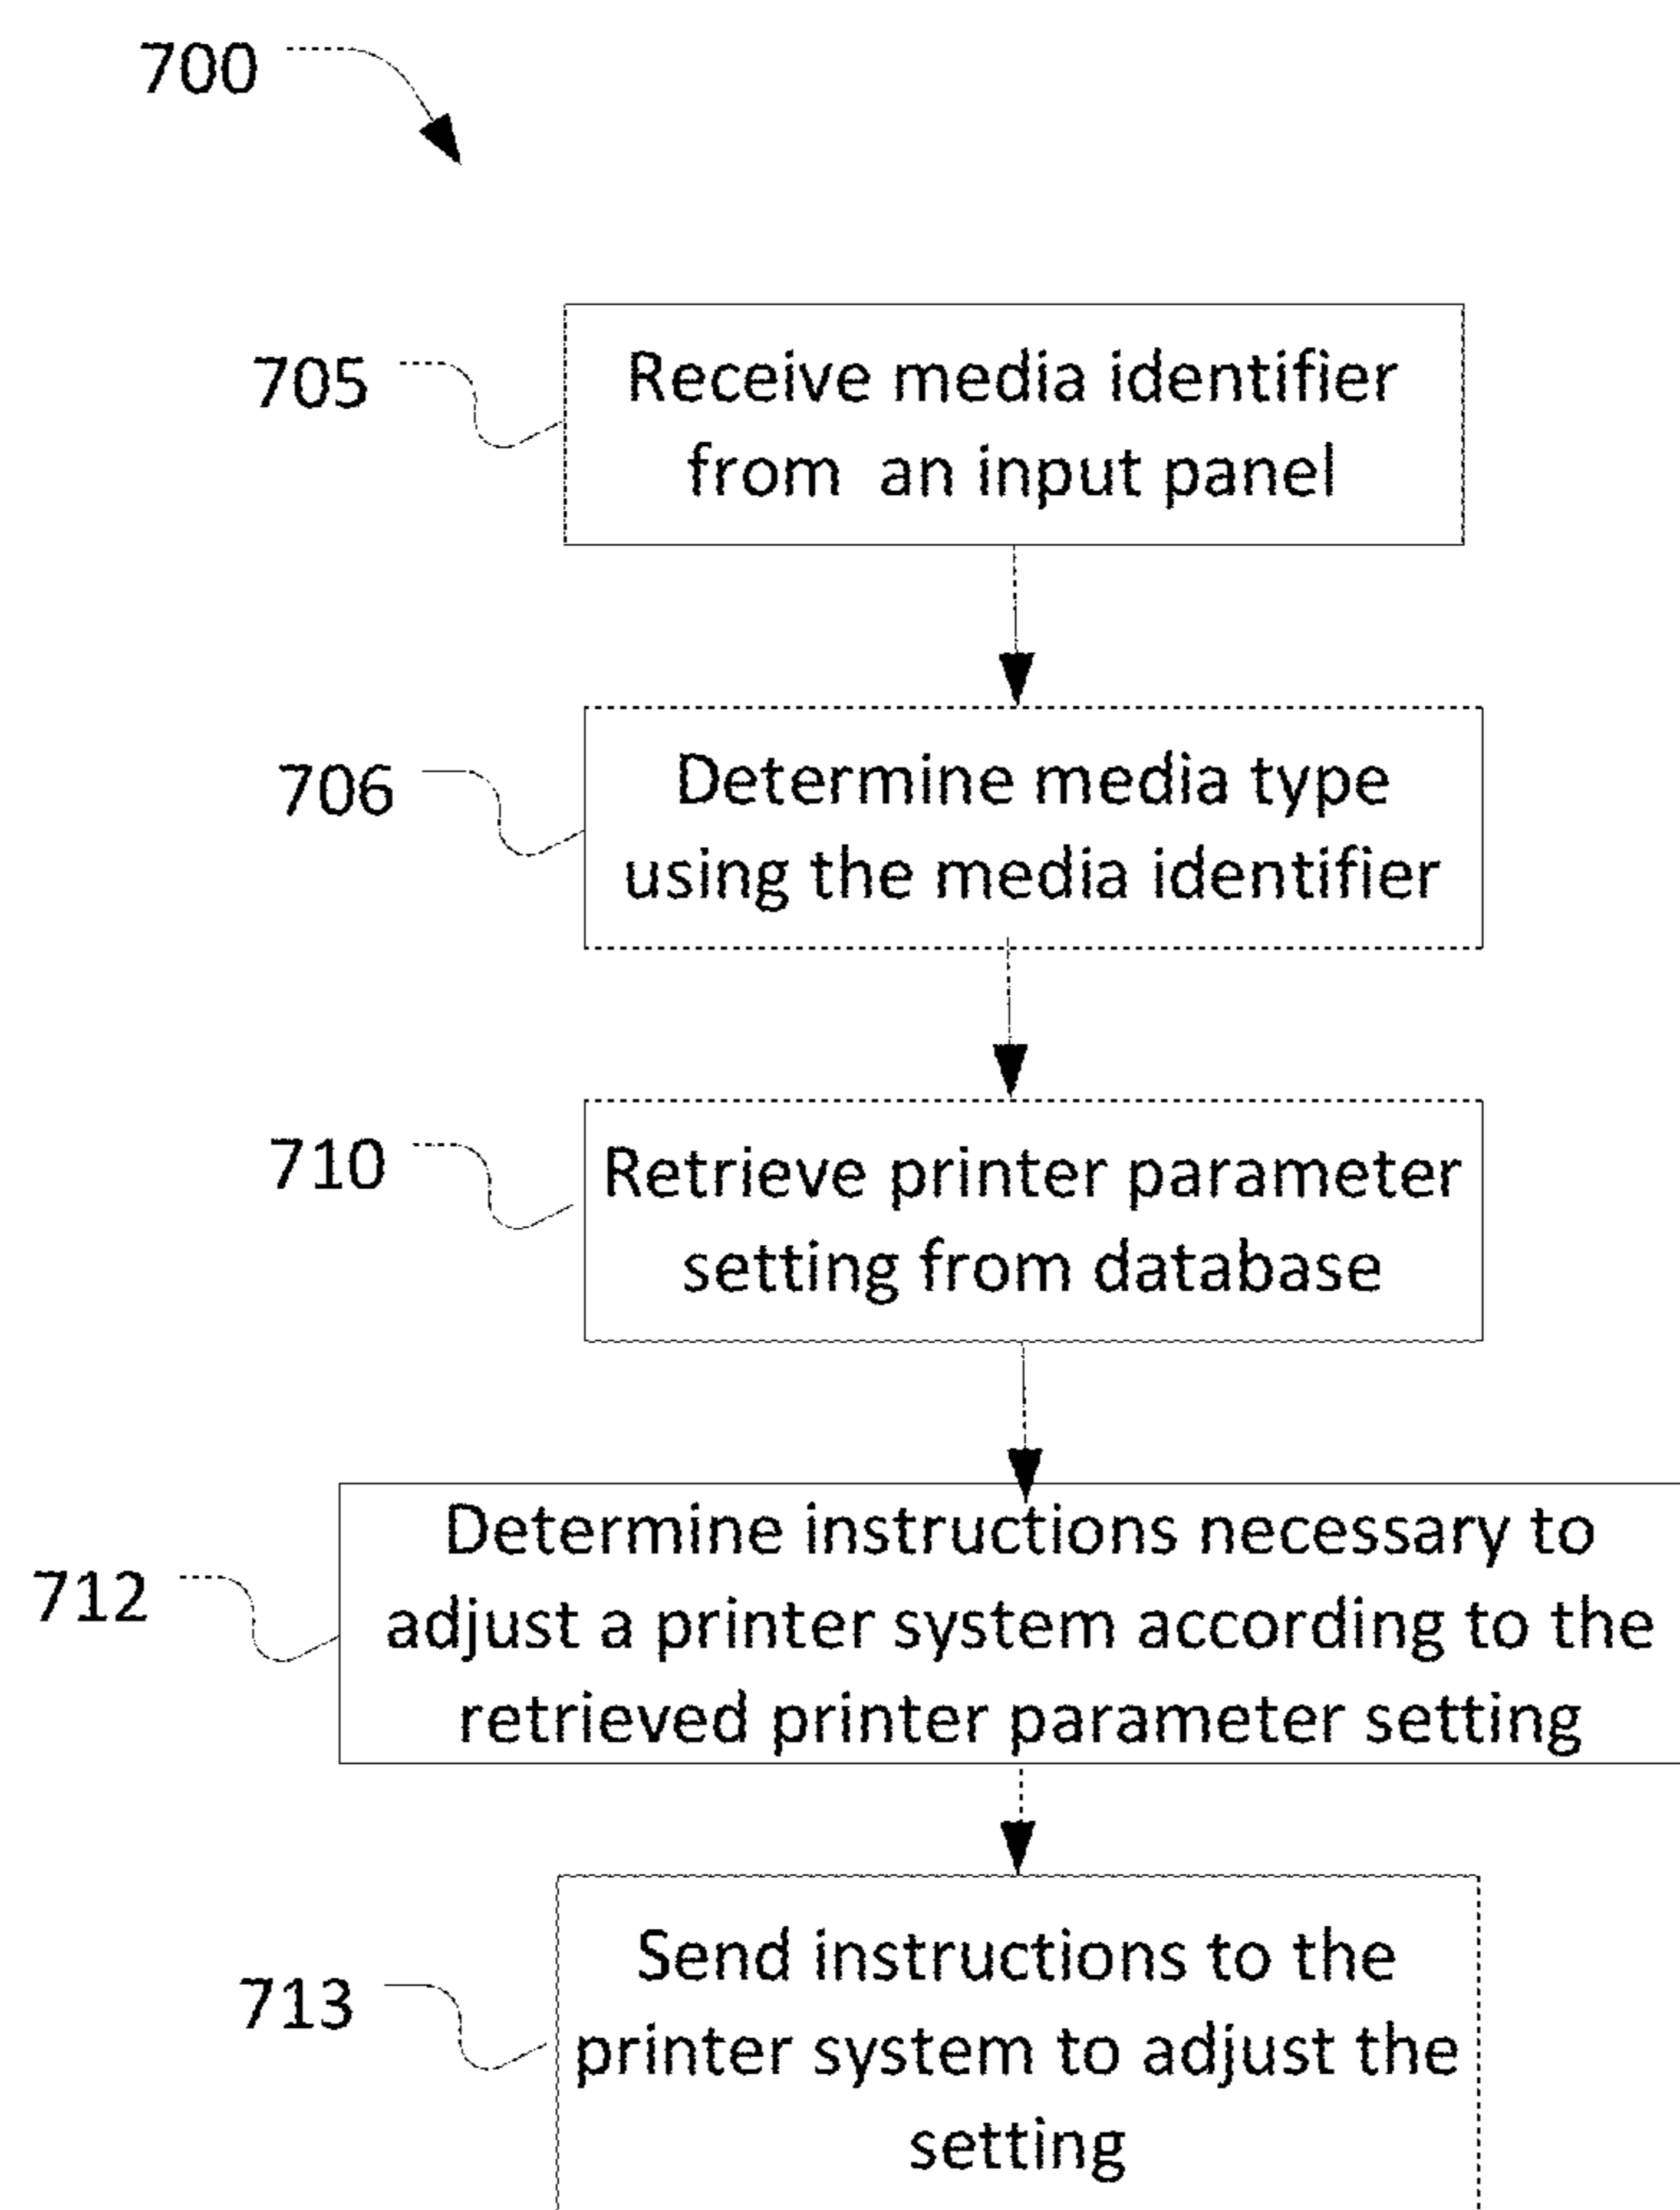 700
705
Receive media identifier
from an input panel
706
Determine media type
using the media identifier
710
Retrieve printer parameter
setting from database
712
Determine instructions necessary to
adjust a printer system according to the
retrieved printer parameter setting
713
Send instructions to the
printer system to adjust the
setting